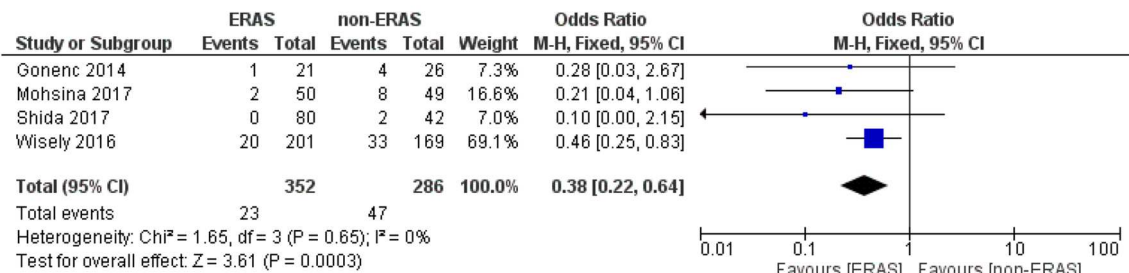 ERAS non-ERAS Odds Ratio Odds Ratio
Study or Subgroup Events Total Events Total Weight M-H, Fixed, 95% CI M-H, Fixed, 95% CI
Gonenc 2014 1 21 4 26 7.3% 0.28 [0.03, 2.67]
Mohsina 2017 2 50 8 49 16.6% 0.21 [0.04, 1.06]
Shida 2017 0 80 2 42 7.0% 0.10 [0.00, 2.15]
Wisely 2016 20 201 33 169 69.1% 0.46 [0.25, 0.83]
Total (95% CI) 352 286 100.0% 0.38 [0.22, 0.64]
Total events 23 47
Heterogeneity: Chi² = 1.65, df = 3 (P = 0.65); I² = 0%
Test for overall effect: Z = 3.61 (P = 0.0003)
0.01 0.1 1 10 100
Favours [ERAS] Favours [non-ERAS]